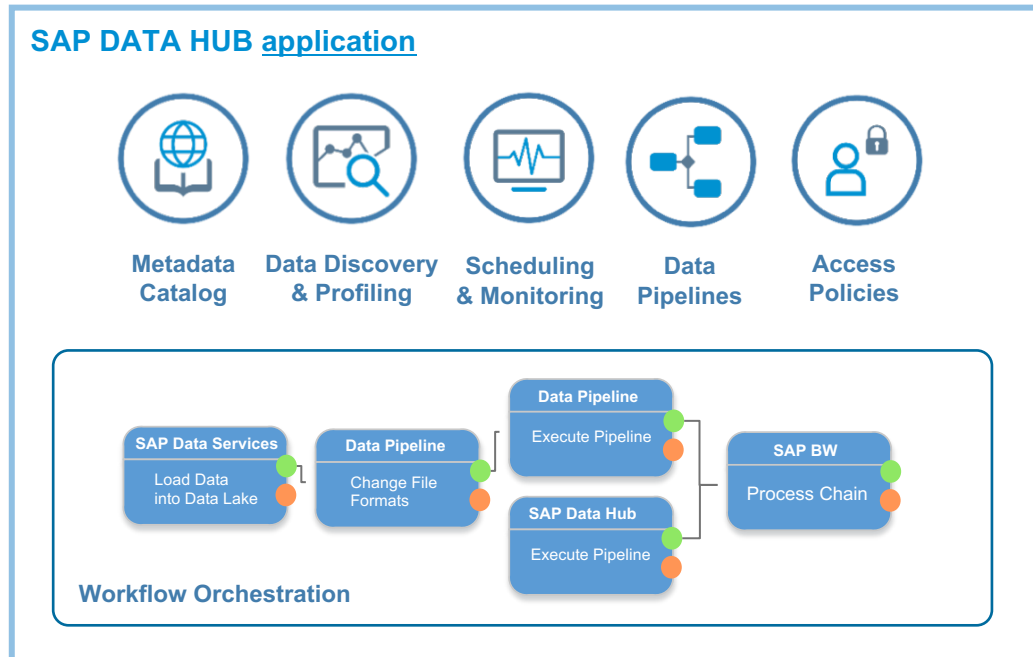 SAP DATA HUB application
Metadata
Catalog
Data Discovery
& Profiling
Scheduling
& Monitoring
Data
Pipelines
Access
Policies
SAP Data Services
Load Data
into Data Lake
Data Pipeline
Change File
Formats
Data Pipeline
Execute Pipeline
SAP Data Hub
Execute Pipeline
SAP BW
Process Chain
Workflow Orchestration